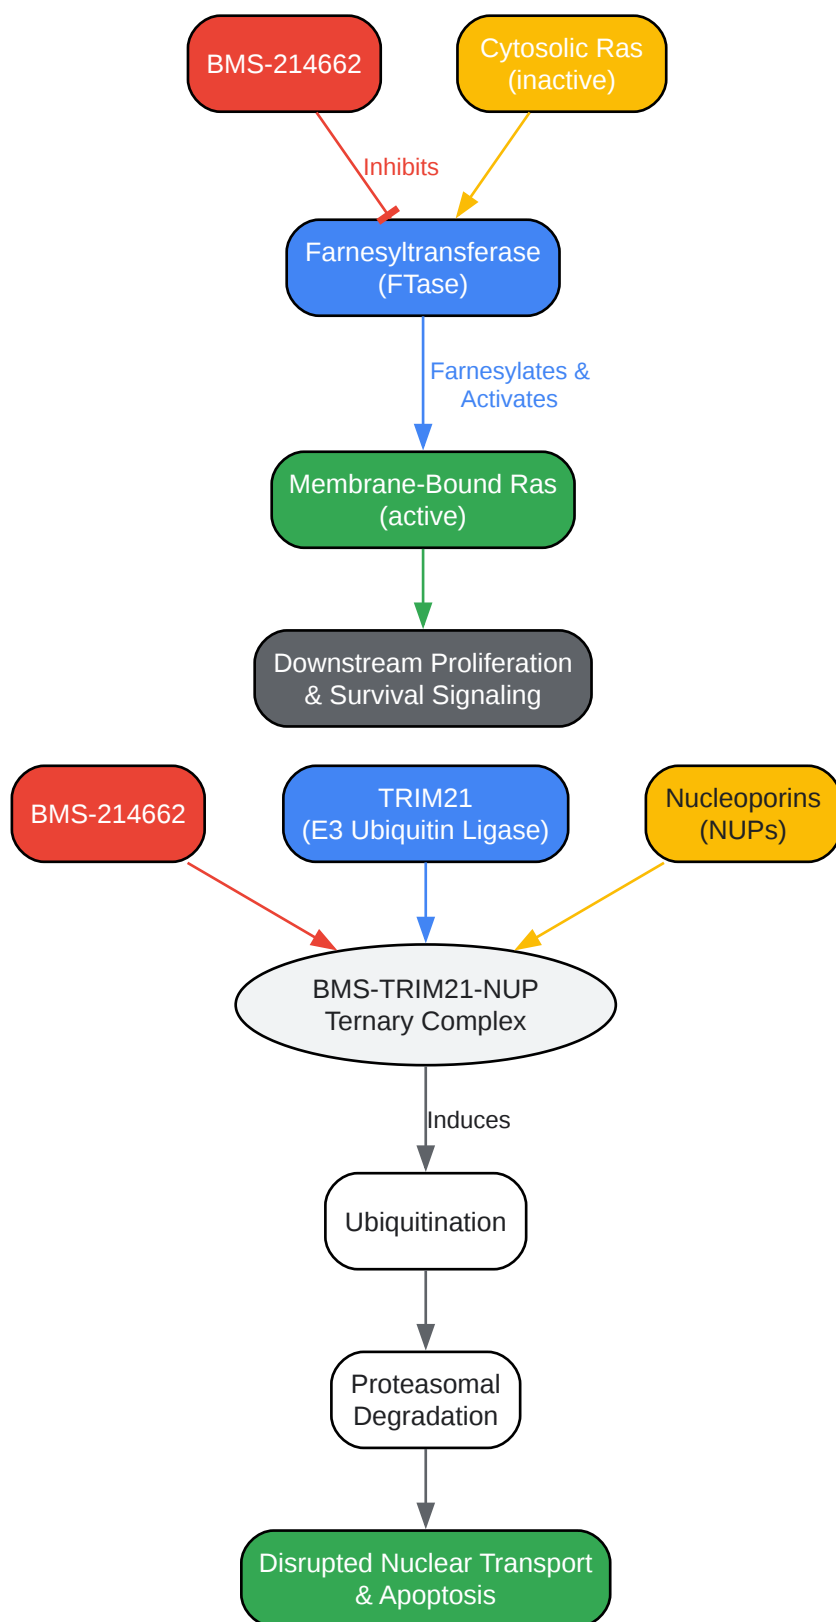 BMS-214662
Cytosolic Ras
(inactive)
Inhibits
Farnesyltransferase
(FTase)
Farnesylates &
Activates
Membrane-Bound Ras
(active)
Downstream Proliferation
& Survival Signaling
BMS-214662
TRIM21
(E3 Ubiquitin Ligase)
Nucleoporins
(NUPs)
BMS-TRIM21-NUP
Ternary Complex
Induces
Ubiquitination
Proteasomal
Degradation
Disrupted Nuclear Transport
& Apoptosis